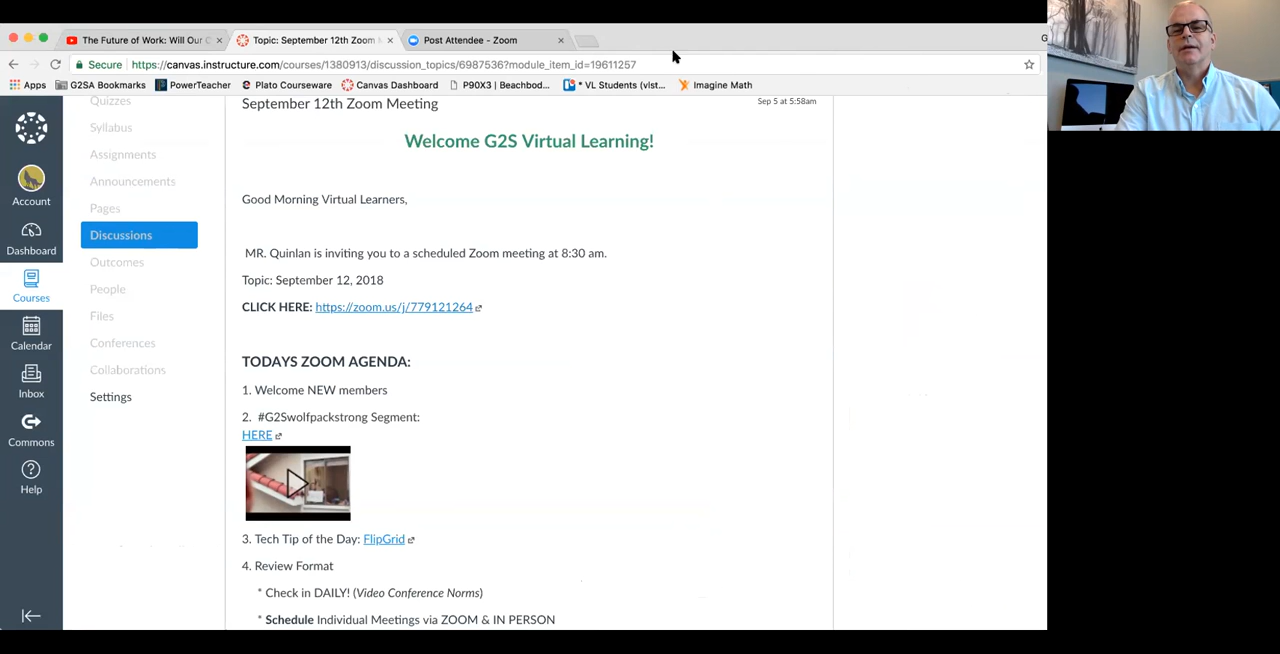 The Future of Work: Will Our C
Topic: September 12th Zoom M
Post Attendee - Zoom
G
Secure
https://canvas.instructure.com/courses/1380913/discussion_topics/6987536?module_item_id=19611257
Apps
G2SA Bookmarks
PowerTeacher
Plato Courseware
Canvas Dashboard
P90X3 | Beachbod...
* VL Students (vlst...
Imagine Math
Account
Dashboard
Courses
Calendar
Inbox
Commons
Help
Quizzes
Syllabus
Assignments
Announcements
Pages
Discussions
Outcomes
People
Files
Conferences
Collaborations
Settings
September 12th Zoom Meeting
Sep 5 at 5:58am
Welcome G2S Virtual Learning!
Good Morning Virtual Learners,
MR. Quinlan is inviting you to a scheduled Zoom meeting at 8:30 am.
Topic: September 12, 2018
CLICK HERE: https://zoom.us/j/779121264
TODAYS ZOOM AGENDA:
1. Welcome NEW members
2. #G2Swolfpackstrong Segment:
HERE
3. Tech Tip of the Day: FlipGrid
4. Review Format
* Check in DAILY! (Video Conference Norms)
* Schedule Individual Meetings via ZOOM & IN PERSON